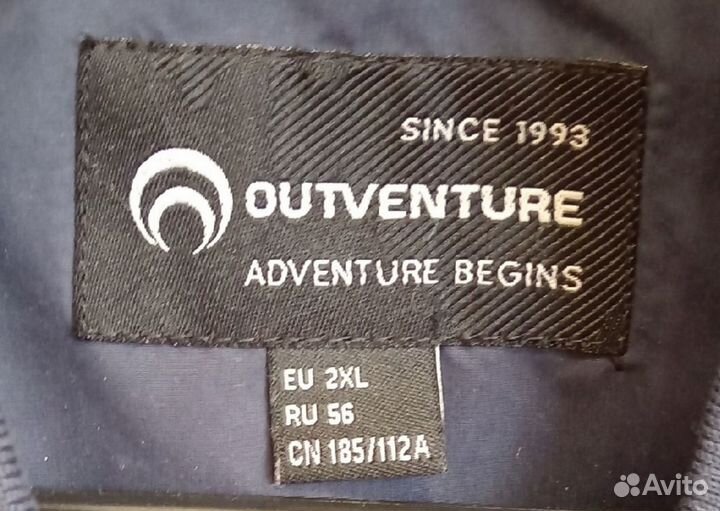 SINCE 1993
OUTVENTURE
ADVENTURE BEGINS
EU 2XL
RU 56
CN 185/112A
Avito